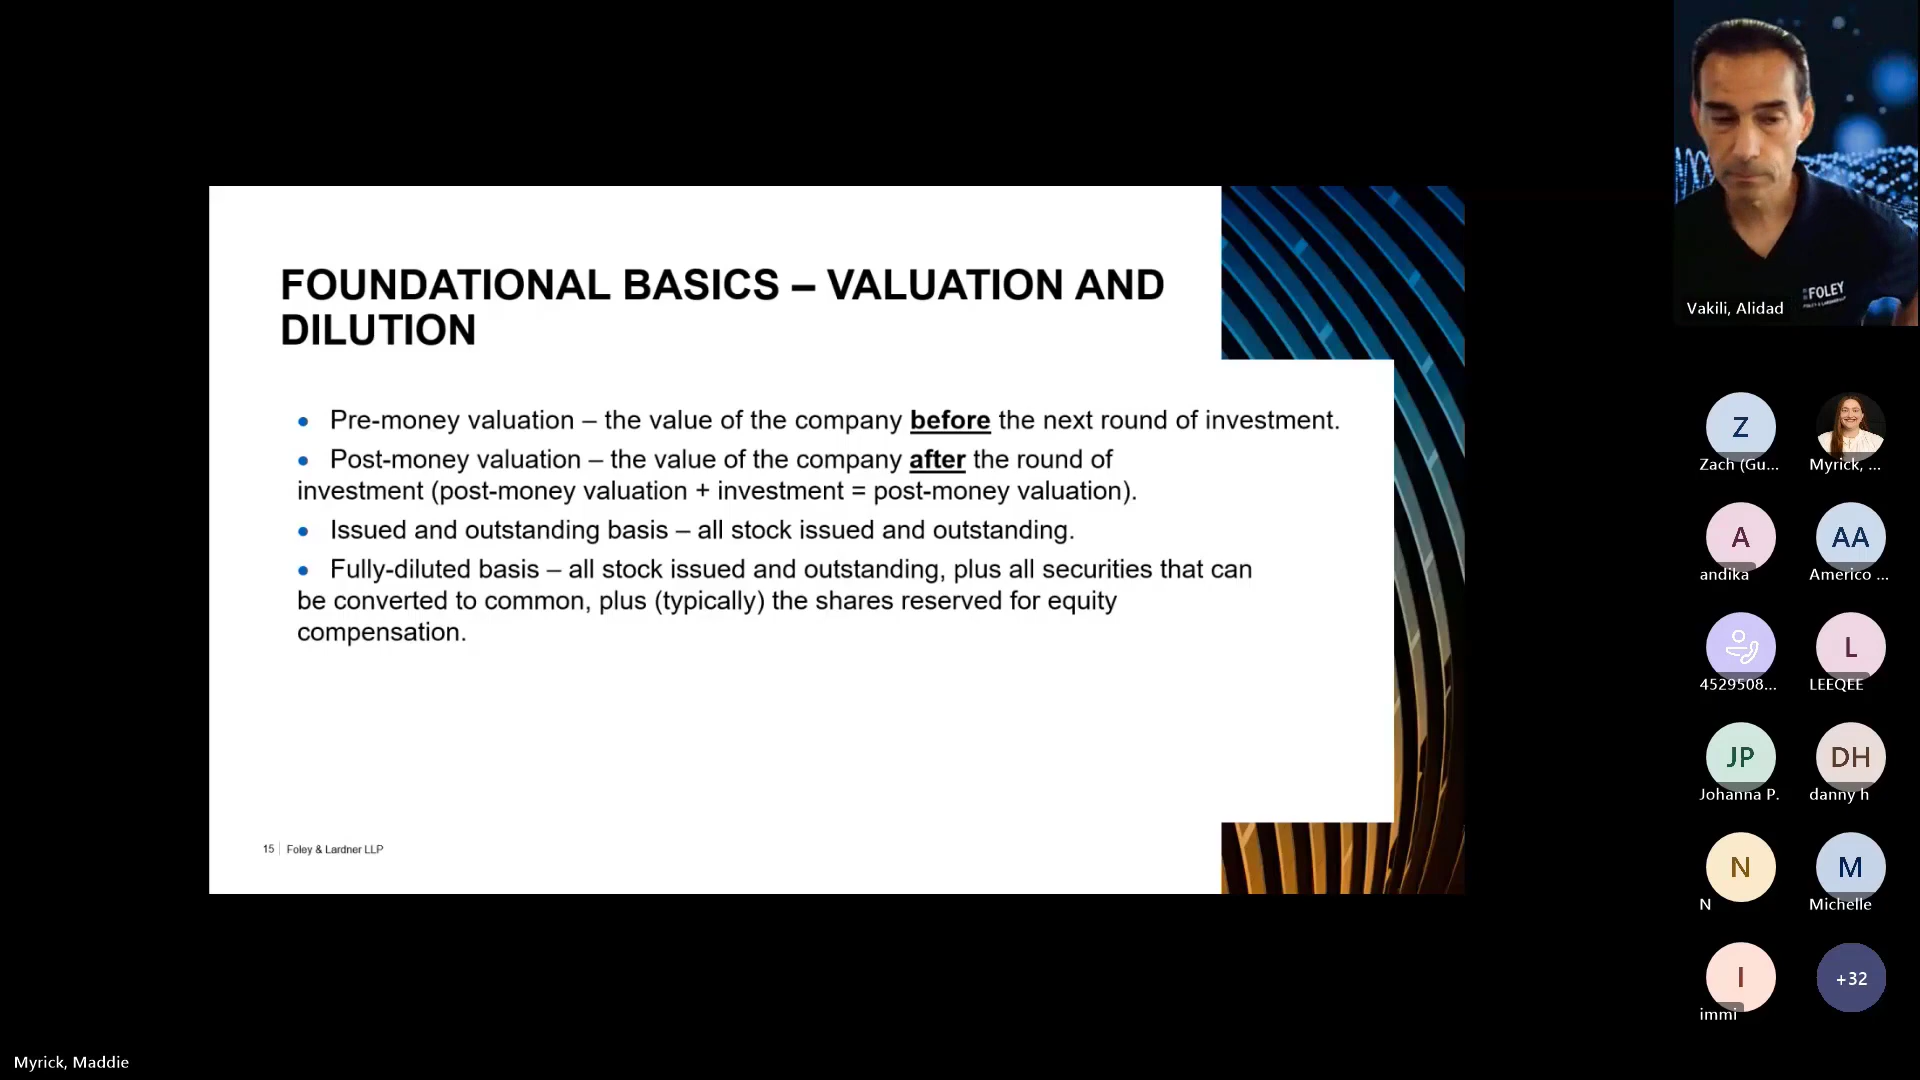 FOUNDATIONAL BASICS – VALUATION AND
DILUTION
• Pre-money valuation – the value of the company before the next round of investment.
• Post-money valuation – the value of the company after the round of
investment (post-money valuation + investment = post-money valuation).
• Issued and outstanding basis – all stock issued and outstanding.
• Fully-diluted basis – all stock issued and outstanding, plus all securities that can
be converted to common, plus (typically) the shares reserved for equity
compensation.
15 | Foley & Lardner LLP
FOLEY
Vakili, Alidad
Z
Zach (Gu...
Myrick, ...
A
andika
AA
Americo ...
4529508...
L
LEEQEE
JP
Johanna P.
DH
danny h
N
N
M
Michelle
I
immi
+32
Myrick, Maddie